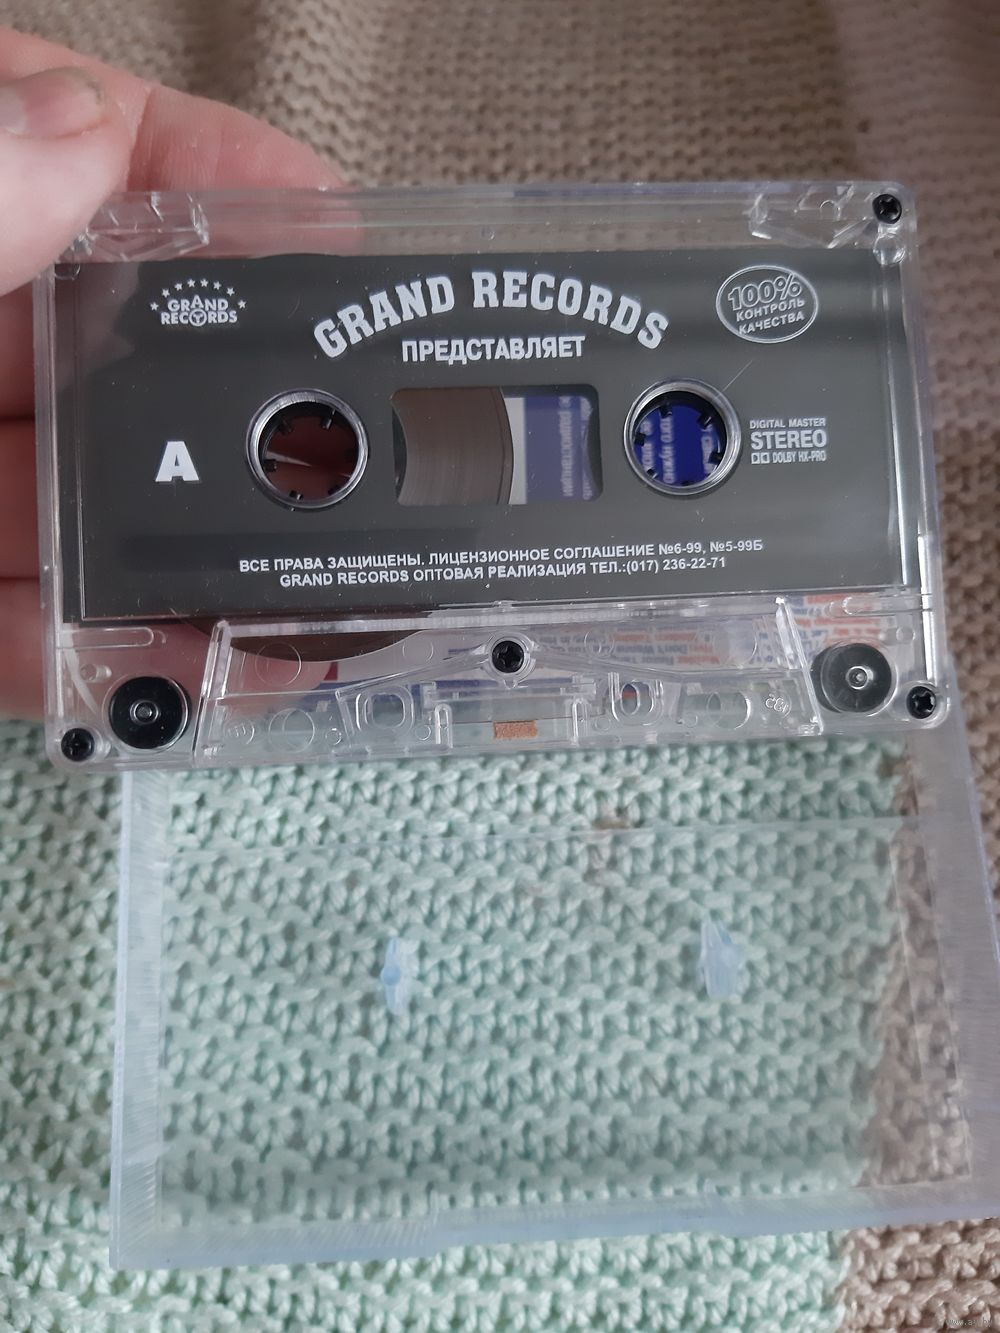 GRAND
RECORDS
GRAND RECORDS
ПРЕДСТАВЛЯЕТ
100%
КОНТРОЛЬ
КАЧЕСТВА
A
DIGITAL MASTER
STEREO
DOLBY HX-PRO
ВСЕ ПРАВА ЗАЩИЩЕНЫ. ЛИЦЕНЗИОННОЕ СОГЛАШЕНИЕ №6-99, №5-99Б
GRAND RECORDS ОПТОВАЯ РЕАЛИЗАЦИЯ ТЕЛ.:(017) 236-22-71